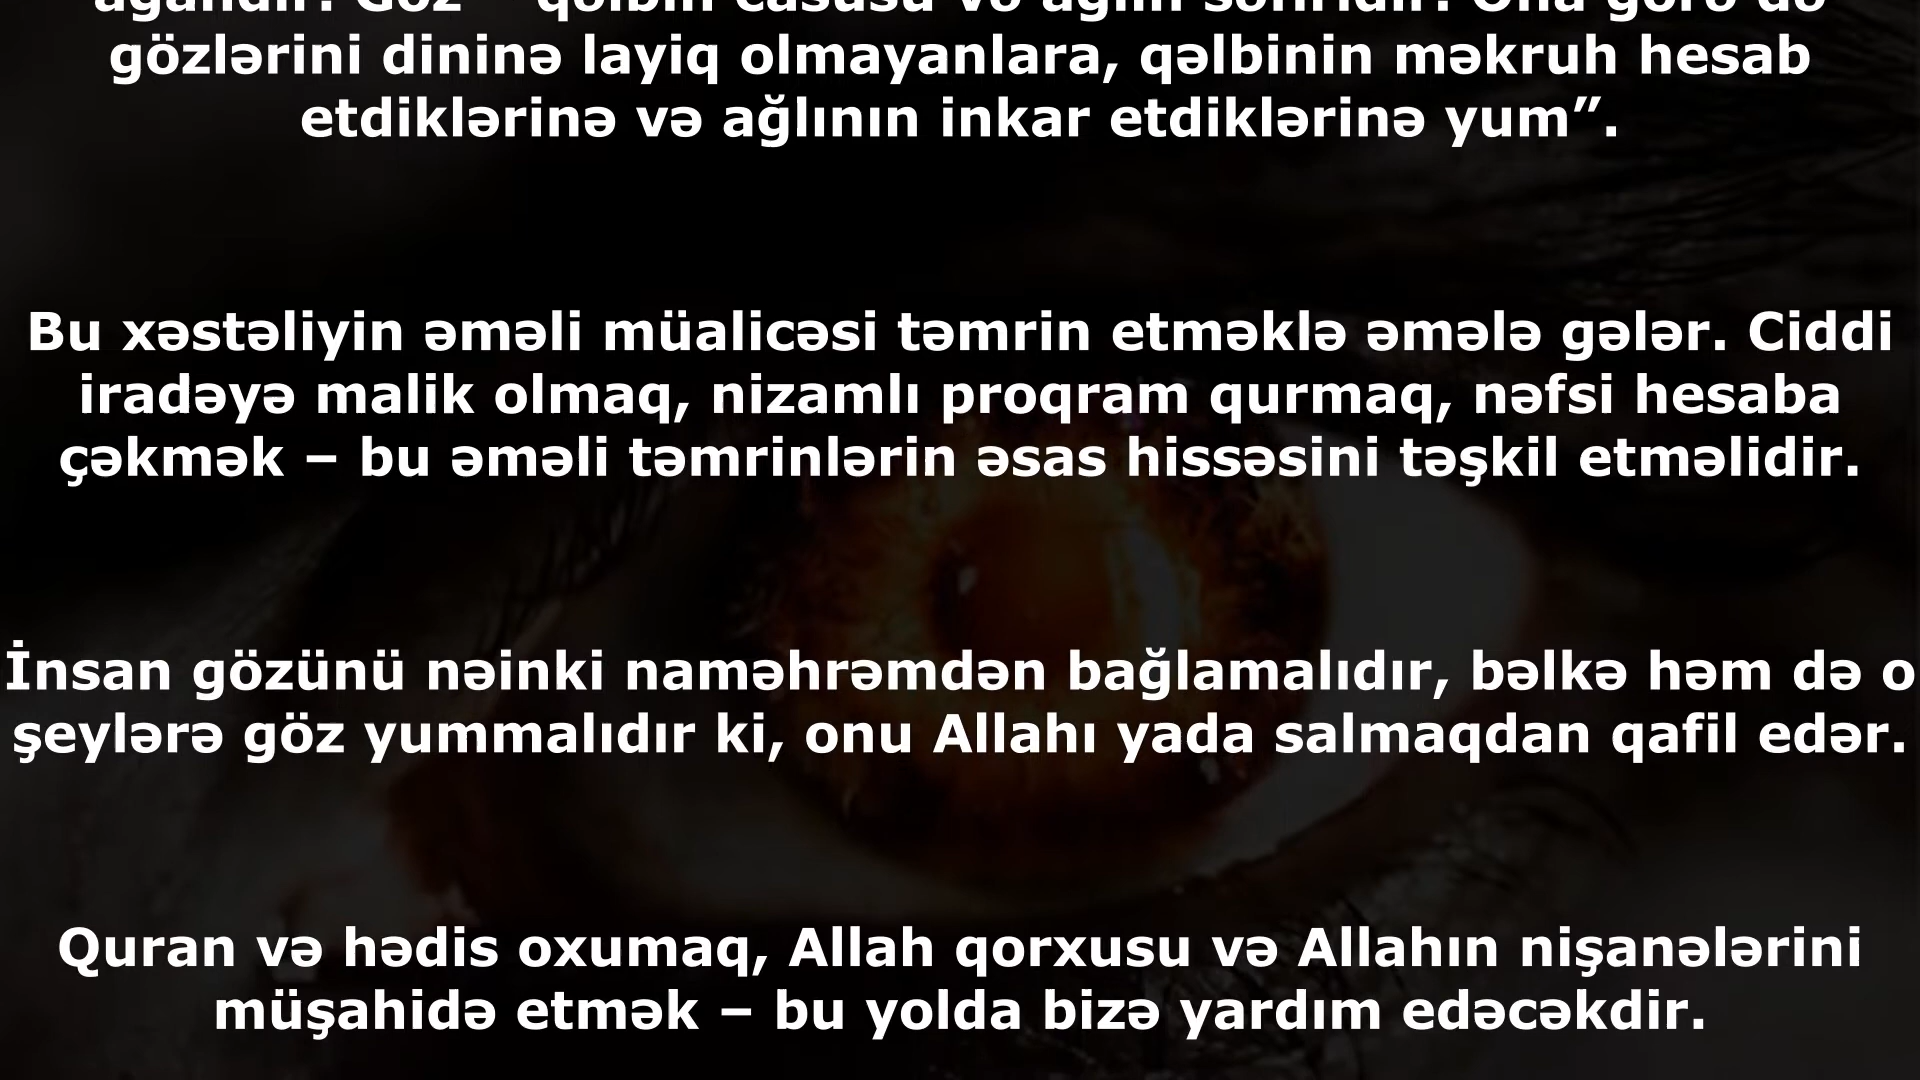 gözlərini dininə layiq olmayanlara, qəlbinin məkruh hesab
etdiklərinə və ağlının inkar etdiklərinə yum”.
Bu xəstəliyin əməli müalicəsi təmrin etməklə əmələ gələr. Ciddi
iradəyə malik olmaq, nizamlı proqram qurmaq, nəfsi hesaba
çəkmək – bu əməli təmrinlərin əsas hissəsini təşkil etməlidir.
İnsan gözünü nəinki naməhrəmdən bağlamalıdır, bəlkə həm də o
şeylərə göz yummalıdır ki, onu Allahı yada salmaqdan qafil edər.
Quran və hədis oxumaq, Allah qorxusu və Allahın nişanələrini
müşahidə etmək – bu yolda bizə yardım edəcəkdir.